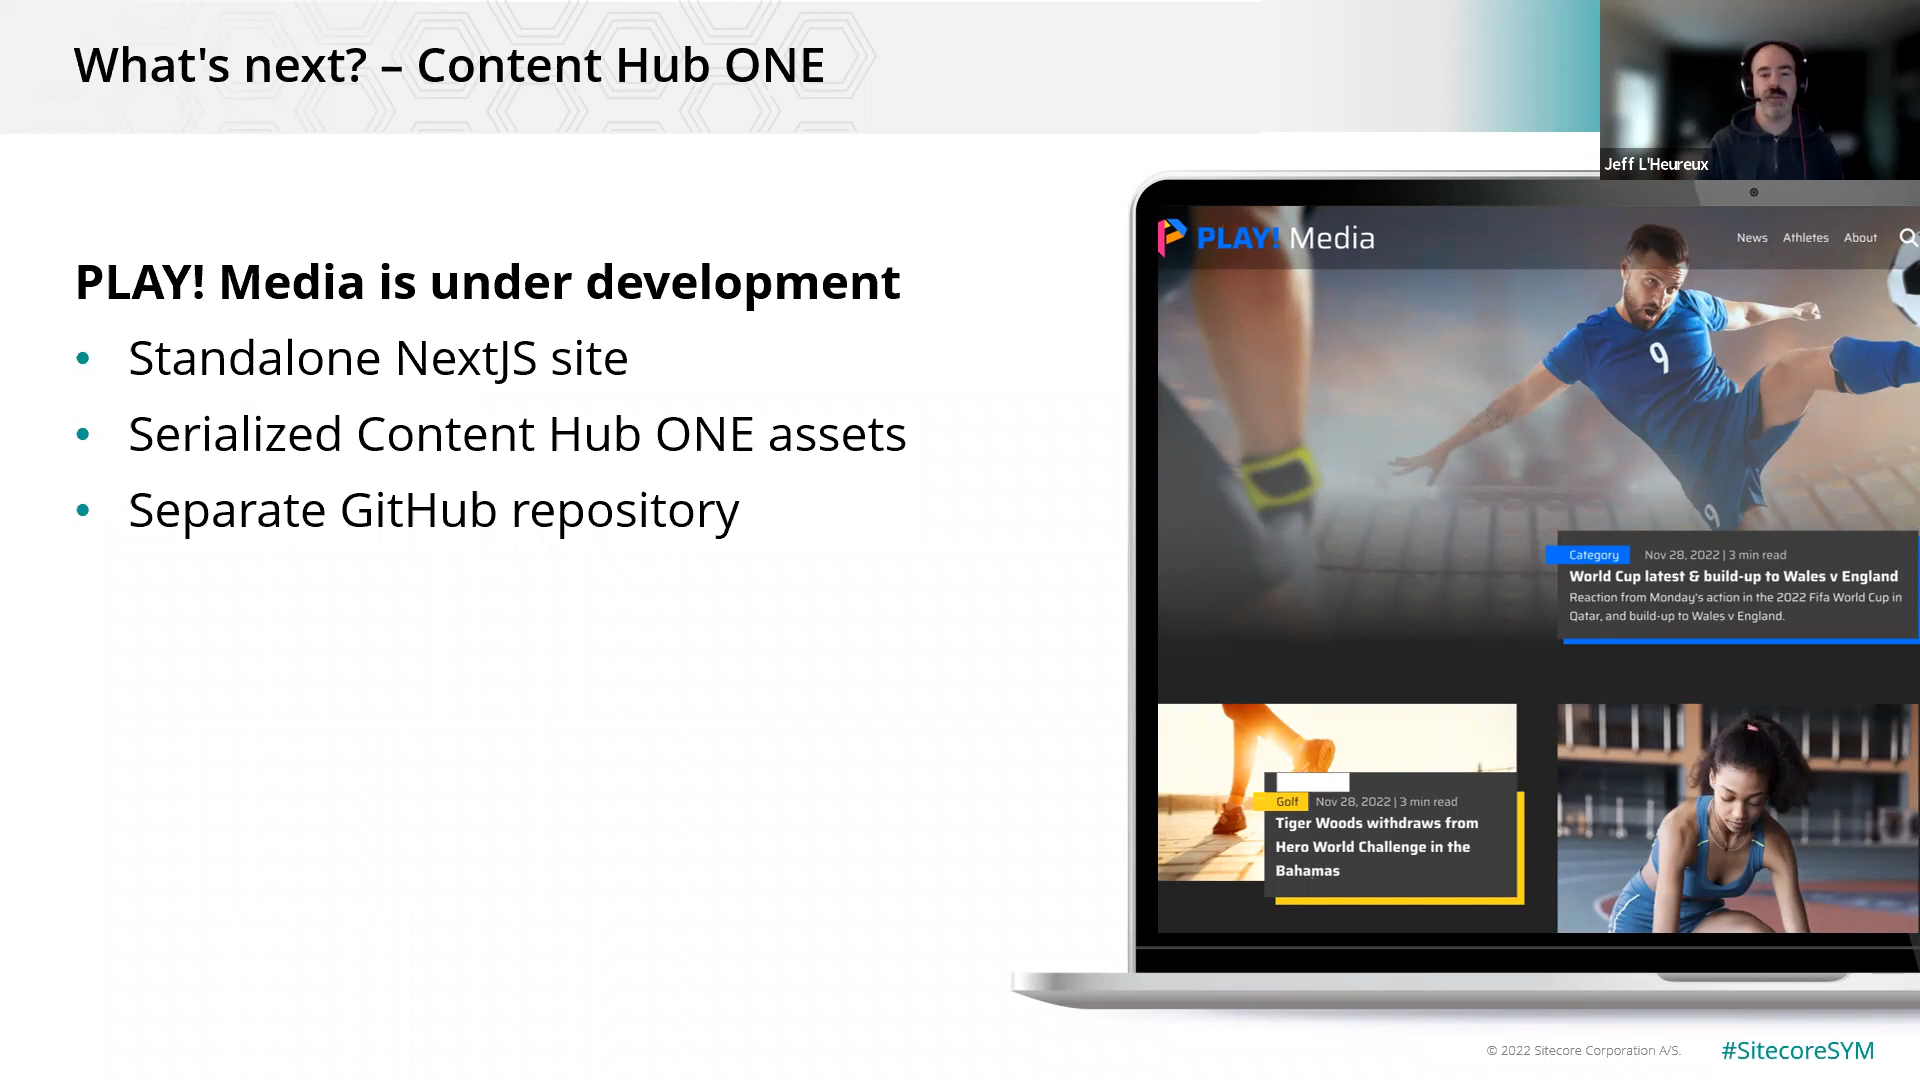 What's next? – Content Hub ONE
Jeff L'Heureux
PLAY! Media is under development
• Standalone NextJS site
• Serialized Content Hub ONE assets
• Separate GitHub repository
PLAY! Media
News Athletes About
9
9
Category Nov 28, 2022 | 3 min read
World Cup latest & build-up to Wales v England
Reaction from Monday's action in the 2022 Fifa World Cup in
Qatar, and build-up to Wales v England.
Golf Nov 28, 2022 | 3 min read
Tiger Woods withdraws from
Hero World Challenge in the
Bahamas
© 2022 Sitecore Corporation A/S.
#SitecoreSYM